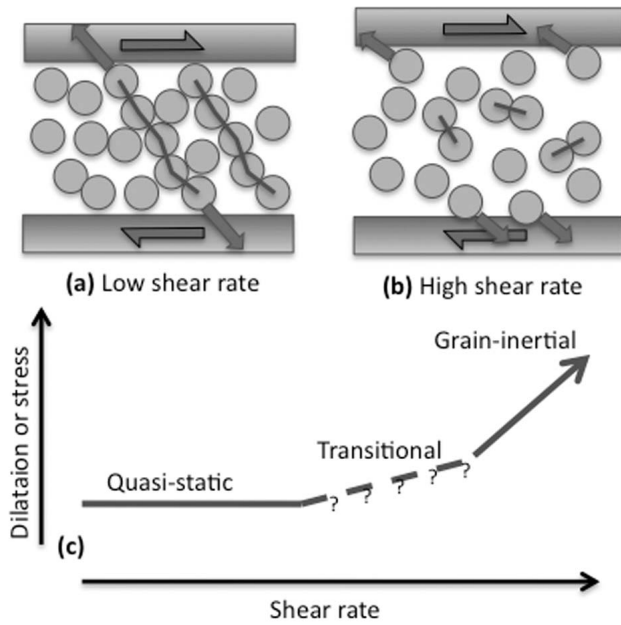 (a) Low shear rate
(b) High shear rate
Dilataion or stress
Grain-inertial
Transitional
Quasi-static
? ? ? ? ?
(c)
Shear rate